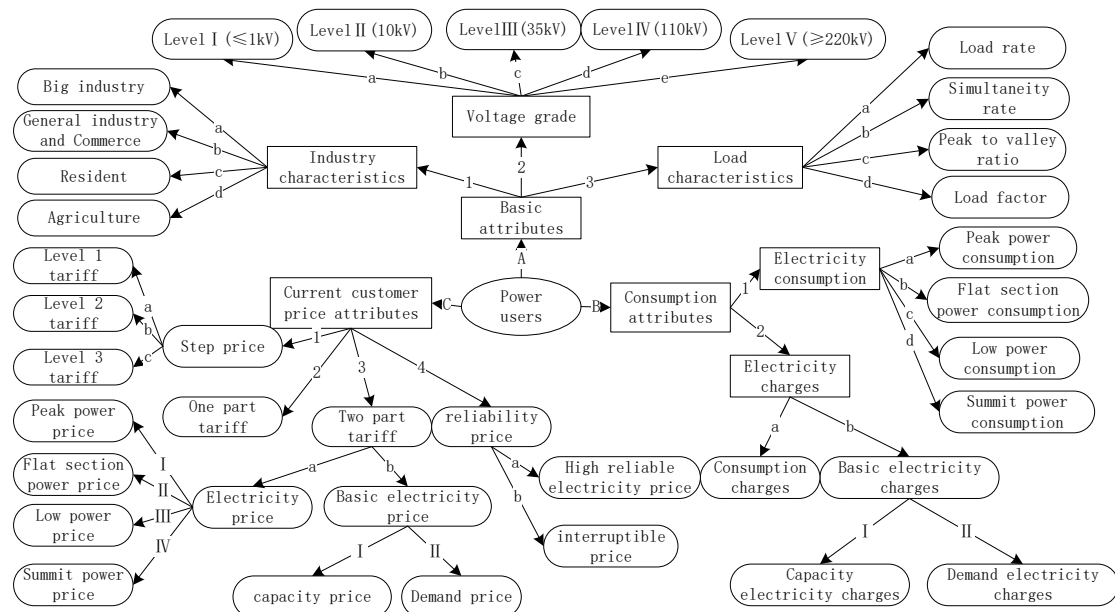 Level Ⅰ (≤1kV)
Level Ⅱ (10kV)
Level Ⅲ (35kV)
Level Ⅳ (110kV)
Level Ⅴ (≥220kV)
a
b
c
d
e
Voltage grade
Big industry
General industry
and Commerce
Resident
Agriculture
a
b
c
d
Industry
characteristics
1
2
3
Load
characteristics
a
b
c
d
Load rate
Simultaneity
rate
Peak to valley
ratio
Load factor
Basic
attributes
A
Power
users
B
C
Consumption
attributes
1
2
Electricity
consumption
a
b
c
d
Peak power
consumption
Flat section
power consumption
Low power
consumption
Summit power
consumption
Electricity
charges
a
b
Consumption
charges
Basic electricity
charges
Ⅰ
Ⅱ
Capacity
electricity charges
Demand electricity
charges
Current customer
price attributes
1
2
3
4
Step price
a
b
c
Level 1
tariff
Level 2
tariff
Level 3
tariff
One part
tariff
Two part
tariff
a
b
reliability
price
a
b
High reliable
electricity price
interruptible
price
Electricity
price
Ⅰ
Ⅱ
Ⅲ
Ⅳ
Peak power
price
Flat section
power price
Low power
price
Summit power
price
Basic electricity
price
Ⅰ
Ⅱ
capacity price
Demand price